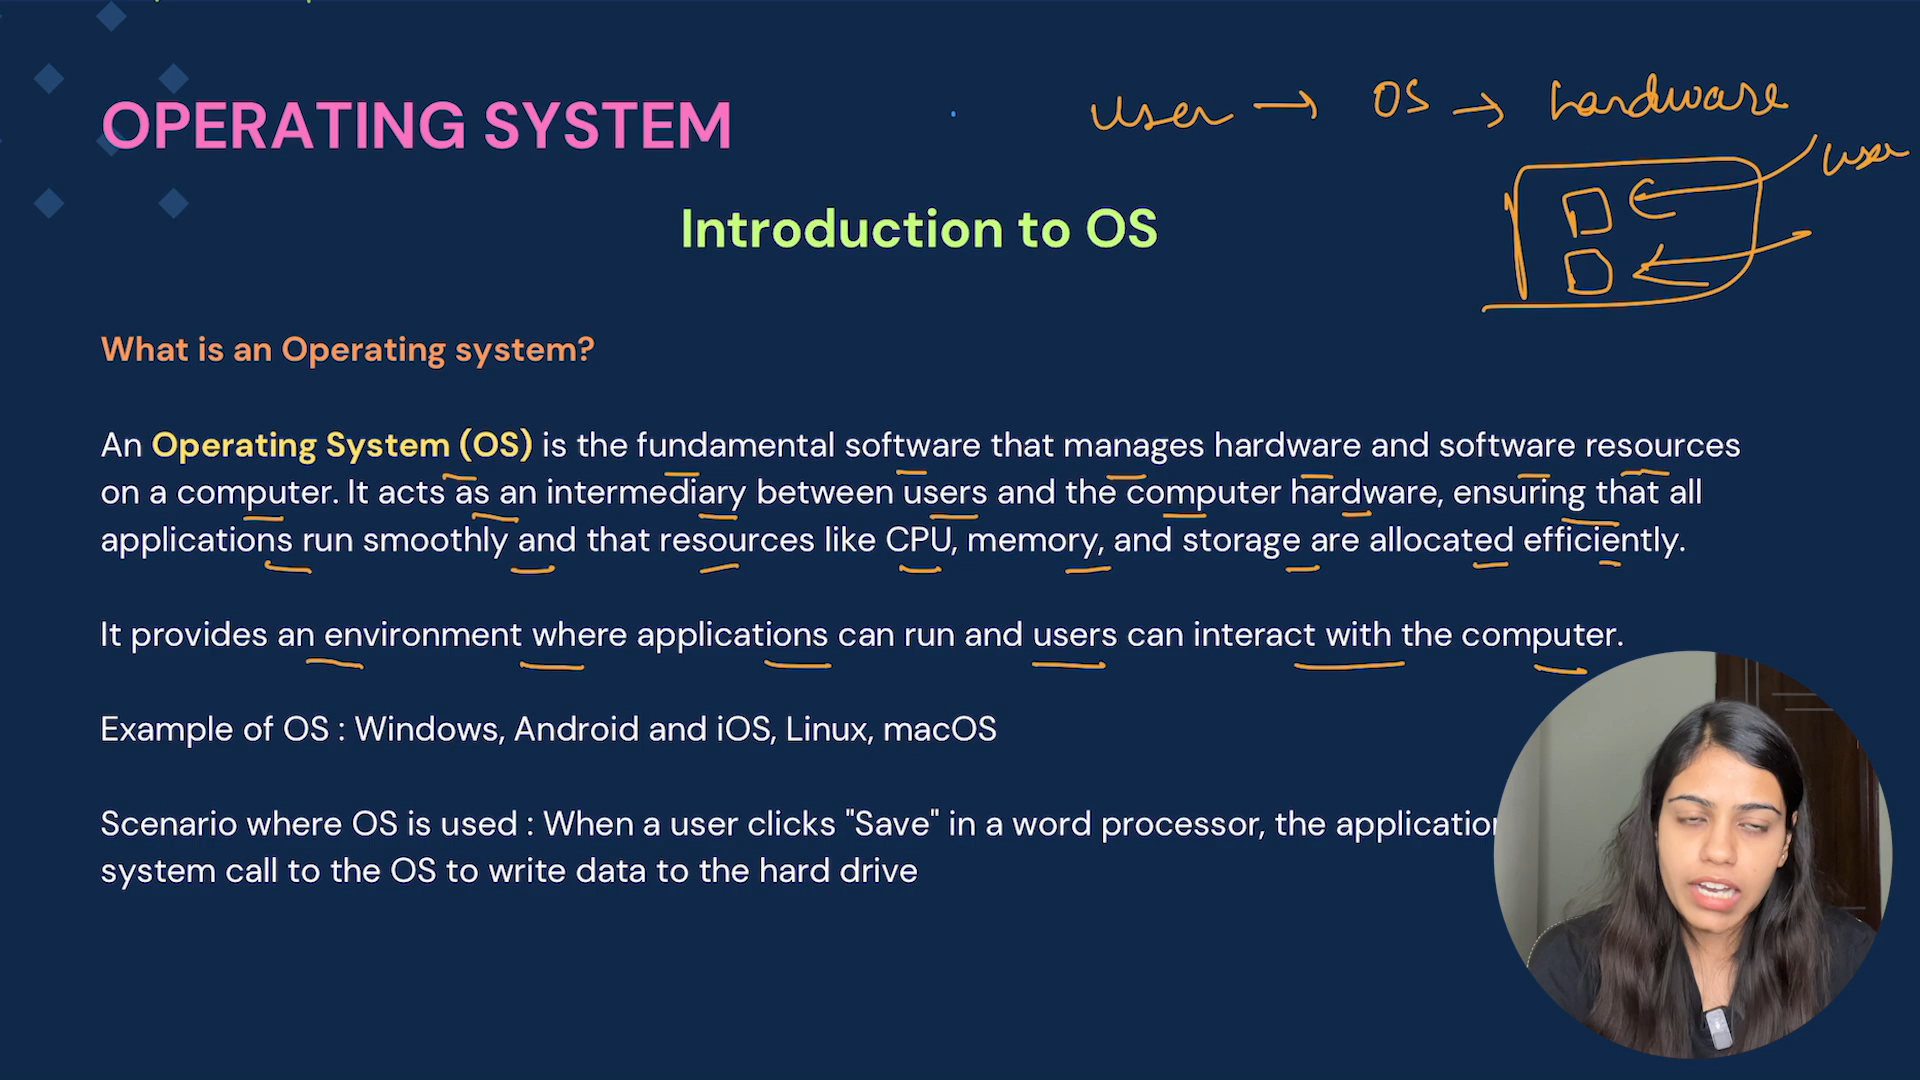 OPERATING SYSTEM
user → OS → hardware
user
Introduction to OS
What is an Operating system?
An Operating System (OS) is the fundamental software that manages hardware and software resources
on a computer. It acts as an intermediary between users and the computer hardware, ensuring that all
applications run smoothly and that resources like CPU, memory, and storage are allocated efficiently.
It provides an environment where applications can run and users can interact with the computer.
Example of OS : Windows, Android and iOS, Linux, macOS
Scenario where OS is used : When a user clicks "Save" in a word processor, the application
system call to the OS to write data to the hard drive